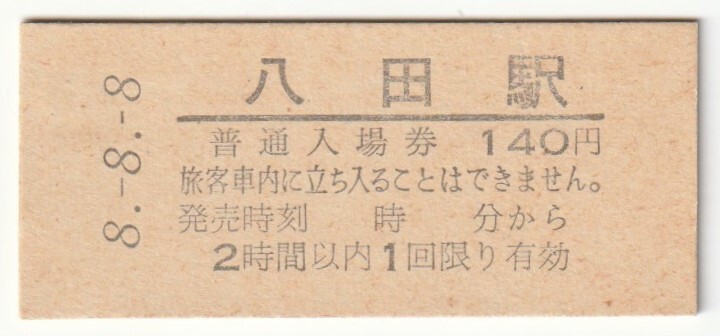 8.-8.-8
八田駅
普通入場券 140円
旅客車内に立ち入ることはできません。
発売時刻 時 分から
2時間以内1回限り有効